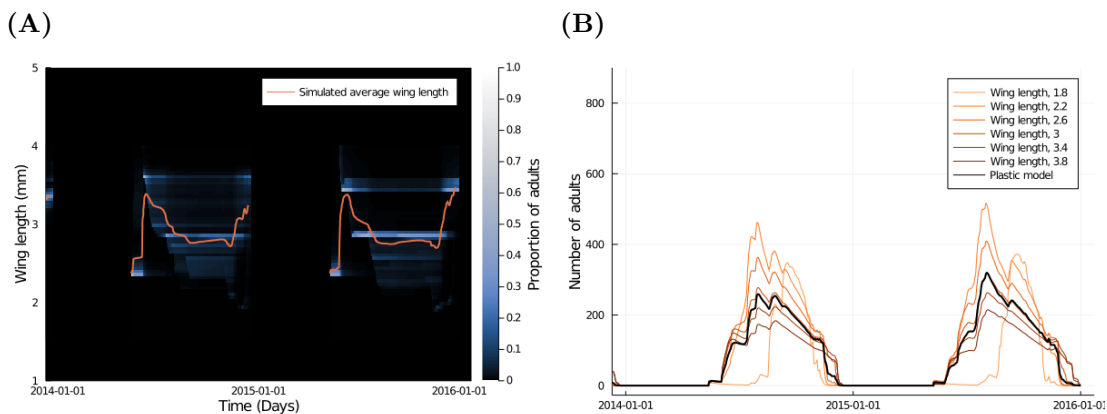 (A)
(B)
Wing length (mm)
5
4
3
2
1
Simulated average wing length
2014-01-01
2015-01-01
2016-01-01
Time (Days)
1.0
0.9
0.8
0.7
0.6
0.5
0.4
0.3
0.2
0.1
0
Proportion of adults
Number of adults
800
600
400
200
0
Wing length, 1.8
Wing length, 2.2
Wing length, 2.6
Wing length, 3
Wing length, 3.4
Wing length, 3.8
Plastic model
2014-01-01
2015-01-01
2016-01-01